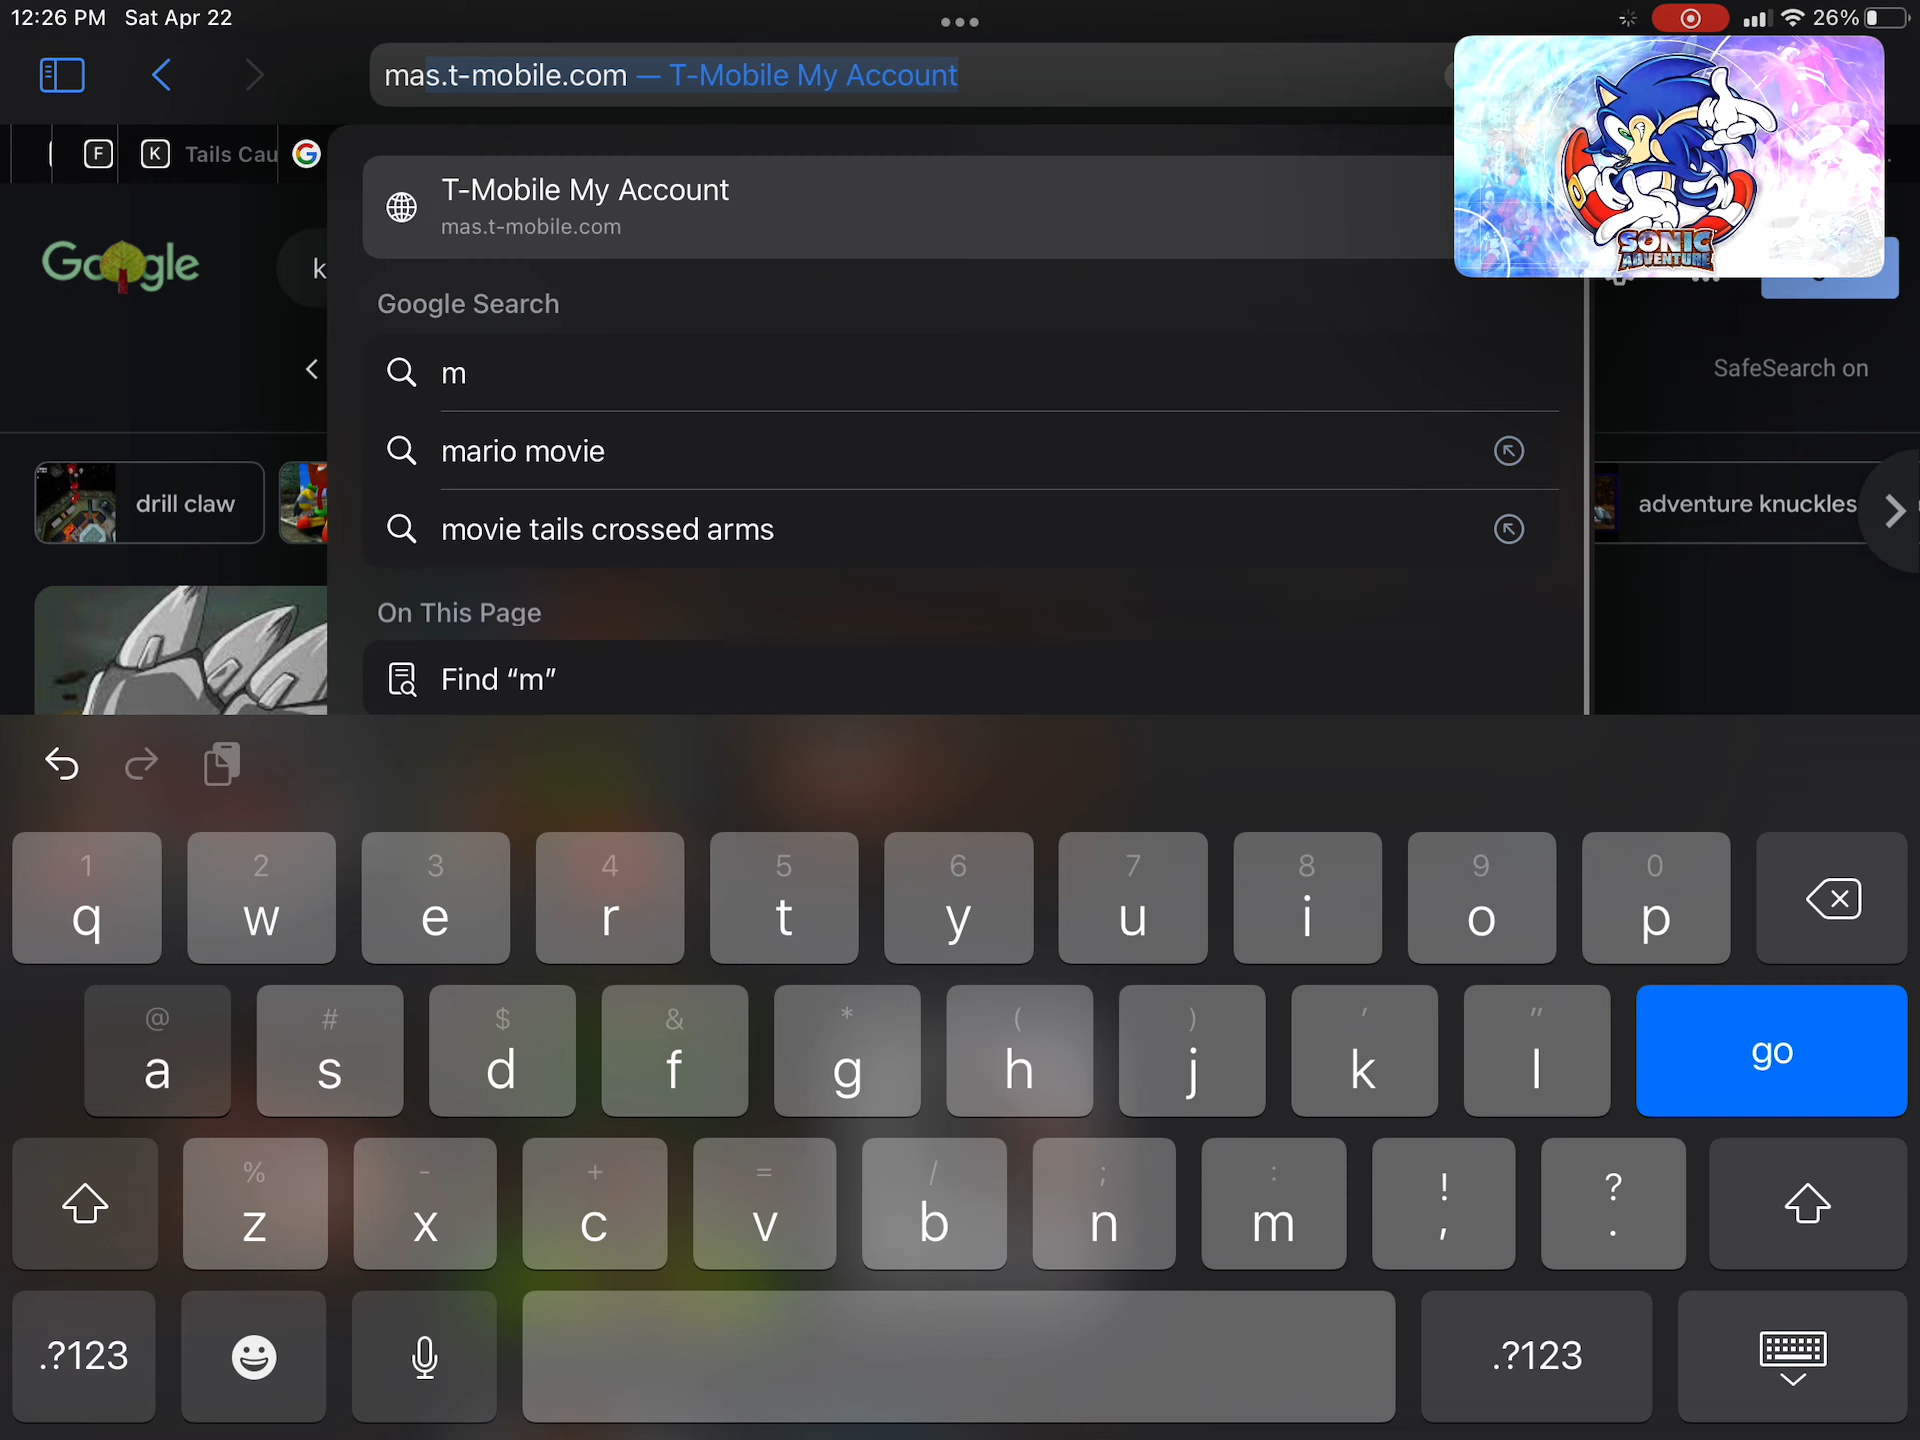 12:26 PM Sat Apr 22
26%
mas.t-mobile.com — T-Mobile My Account
F
K
Tails Cau
G
T-Mobile My Account
mas.t-mobile.com
SONIC
ADVENTURE
Google
k
Google Search
m
SafeSearch on
mario movie
drill claw
adventure knuckles
movie tails crossed arms
On This Page
Find “m”
1 2 3 4 5 6 7 8 9 0
q w e r t y u i o p
@ # $ & * ( ) ' "
a s d f g h j k l
go
% - + = / ; : ! ?
z x c v b n m , .
.?123
.?123